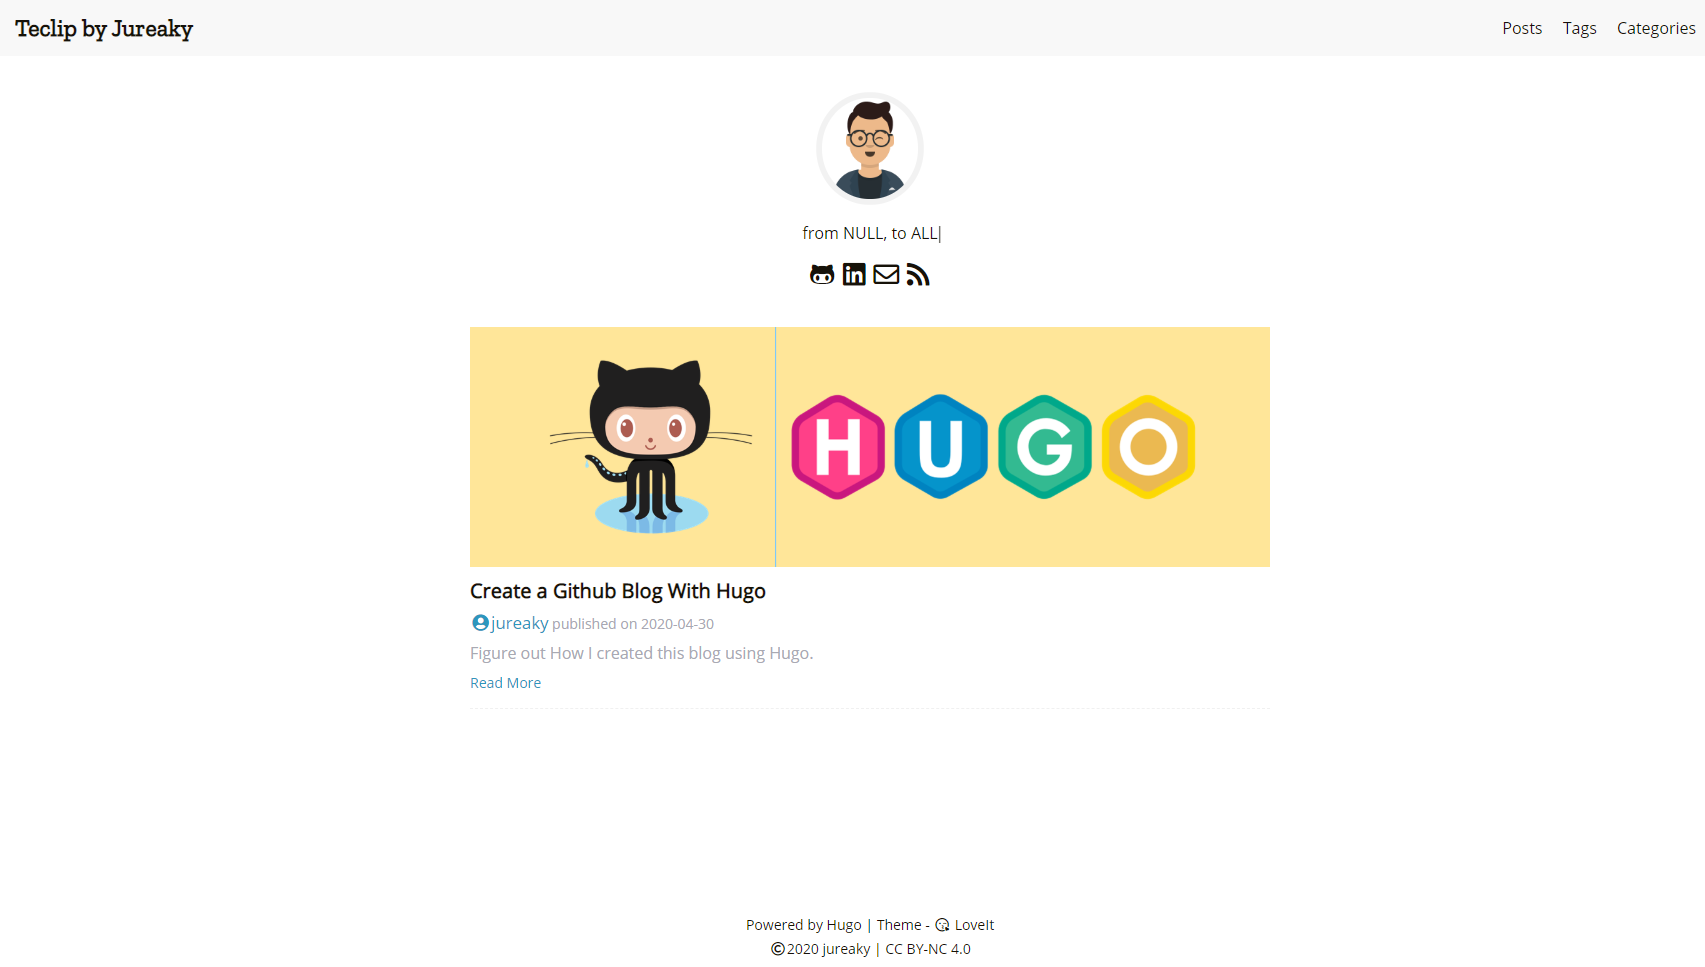 Teclip by Jureaky
Posts Tags Categories
from NULL, to ALL|
in
HUGO
Create a Github Blog With Hugo
jureaky published on 2020-04-30
Figure out How I created this blog using Hugo.
Read More
Powered by Hugo | Theme - LoveIt
©2020 jureaky | CC BY-NC 4.0